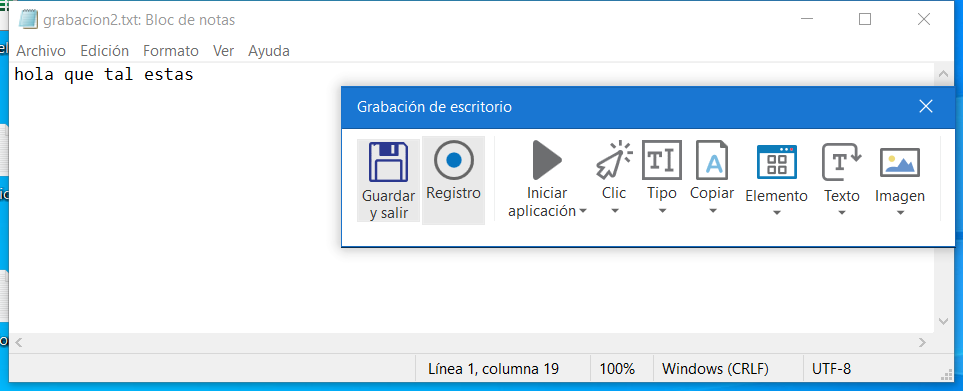 grabacion2.txt: Bloc de notas
Archivo Edición Formato Ver Ayuda
hola que tal estas
Grabación de escritorio
Guardar y salir
Registro
Iniciar aplicación
Clic
Tipo
Copiar
Elemento
Texto
Imagen
Línea 1, columna 19 100% Windows (CRLF) UTF-8